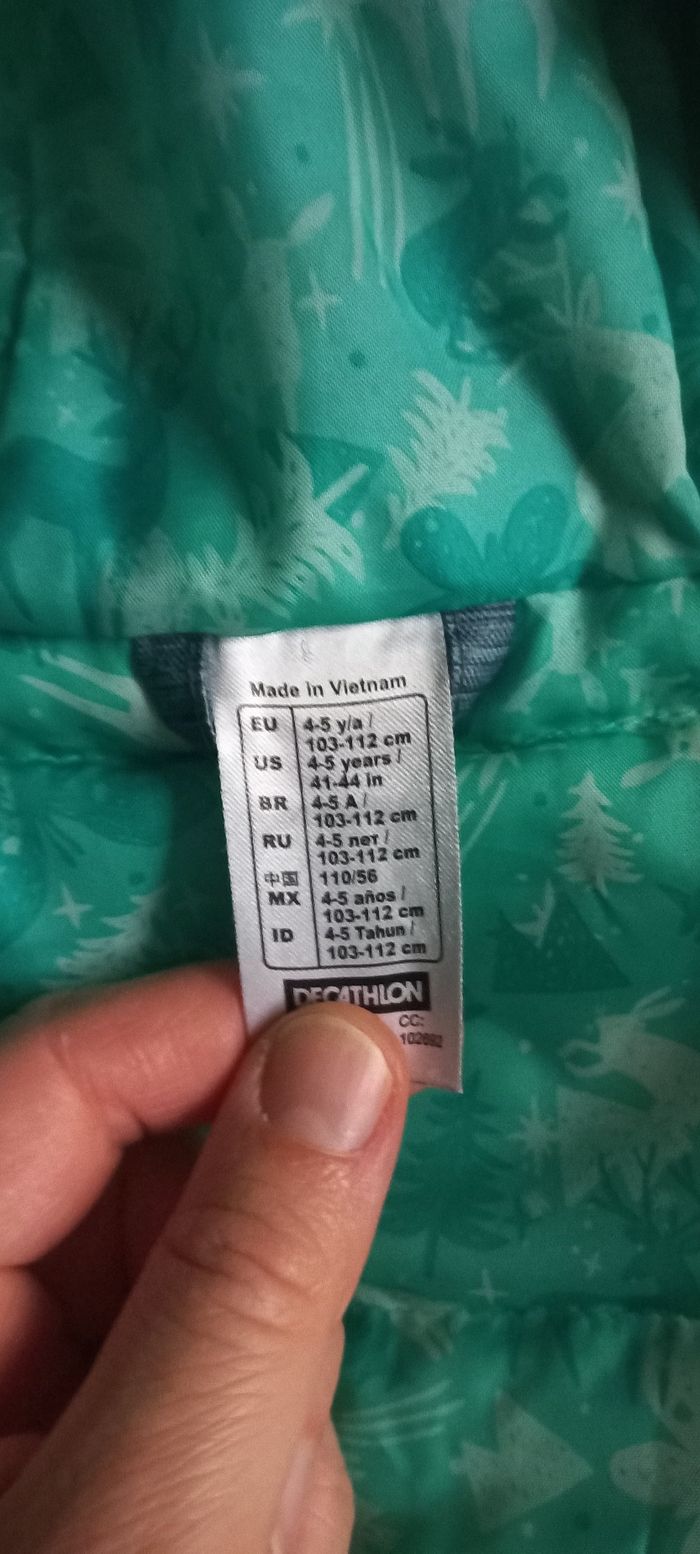 Made in Vietnam
EU 4-5 y/a /
103-112 cm
US 4-5 years /
41-44 in
BR 4-5 A /
103-112 cm
RU 4-5 лет /
103-112 cm
中国 110/56
MX 4-5 años /
103-112 cm
ID 4-5 Tahun /
103-112 cm
DECATHLON
CC: